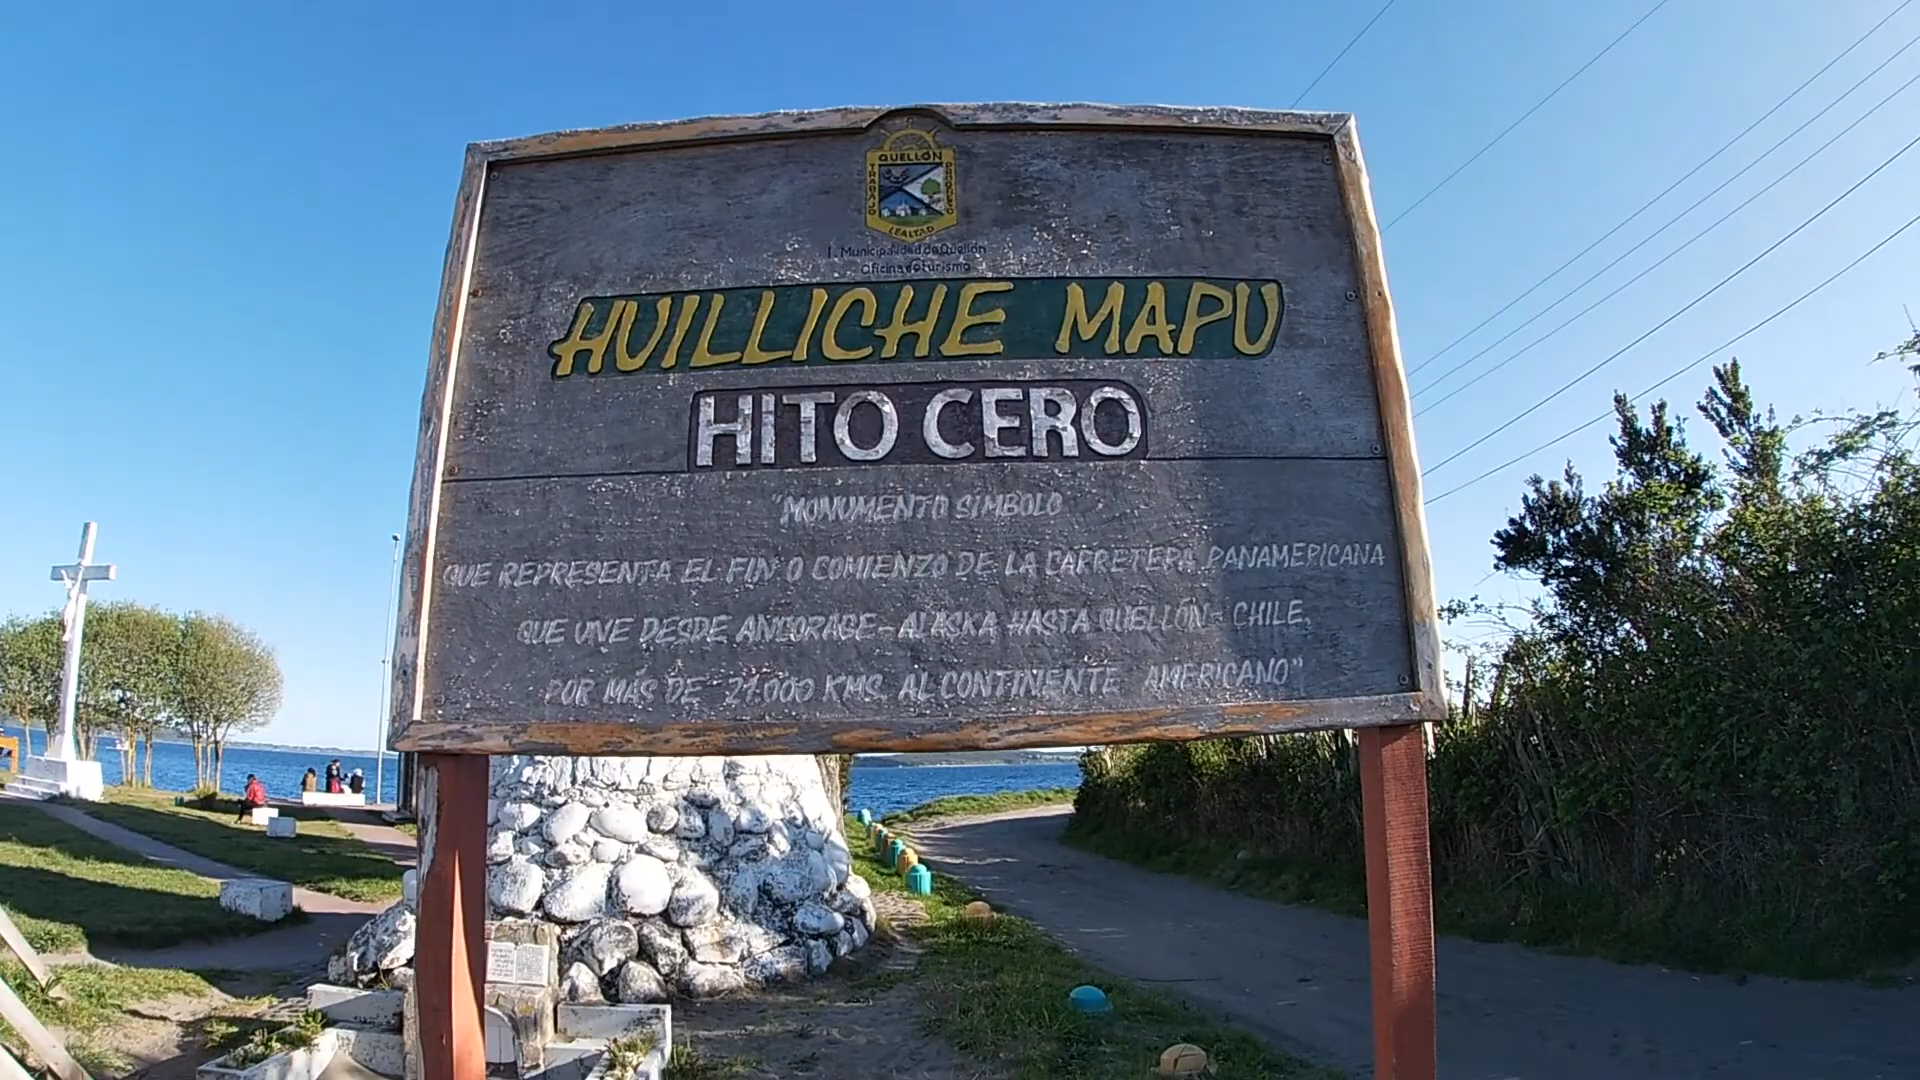 QUELLÓN
TRABAJO
PROGRESO
LEALTAD
I. Municipalidad de Quellón
Oficina de Turismo
HUILLICHE MAPU
HITO CERO
"MONUMENTO SÍMBOLO
QUE REPRESENTA EL FIN O COMIENZO DE LA CARRETERA PANAMERICANA
QUE UNE DESDE ANCORAGE-ALASKA HASTA QUELLÓN-CHILE,
POR MÁS DE 21.000 KMS. AL CONTINENTE AMERICANO"